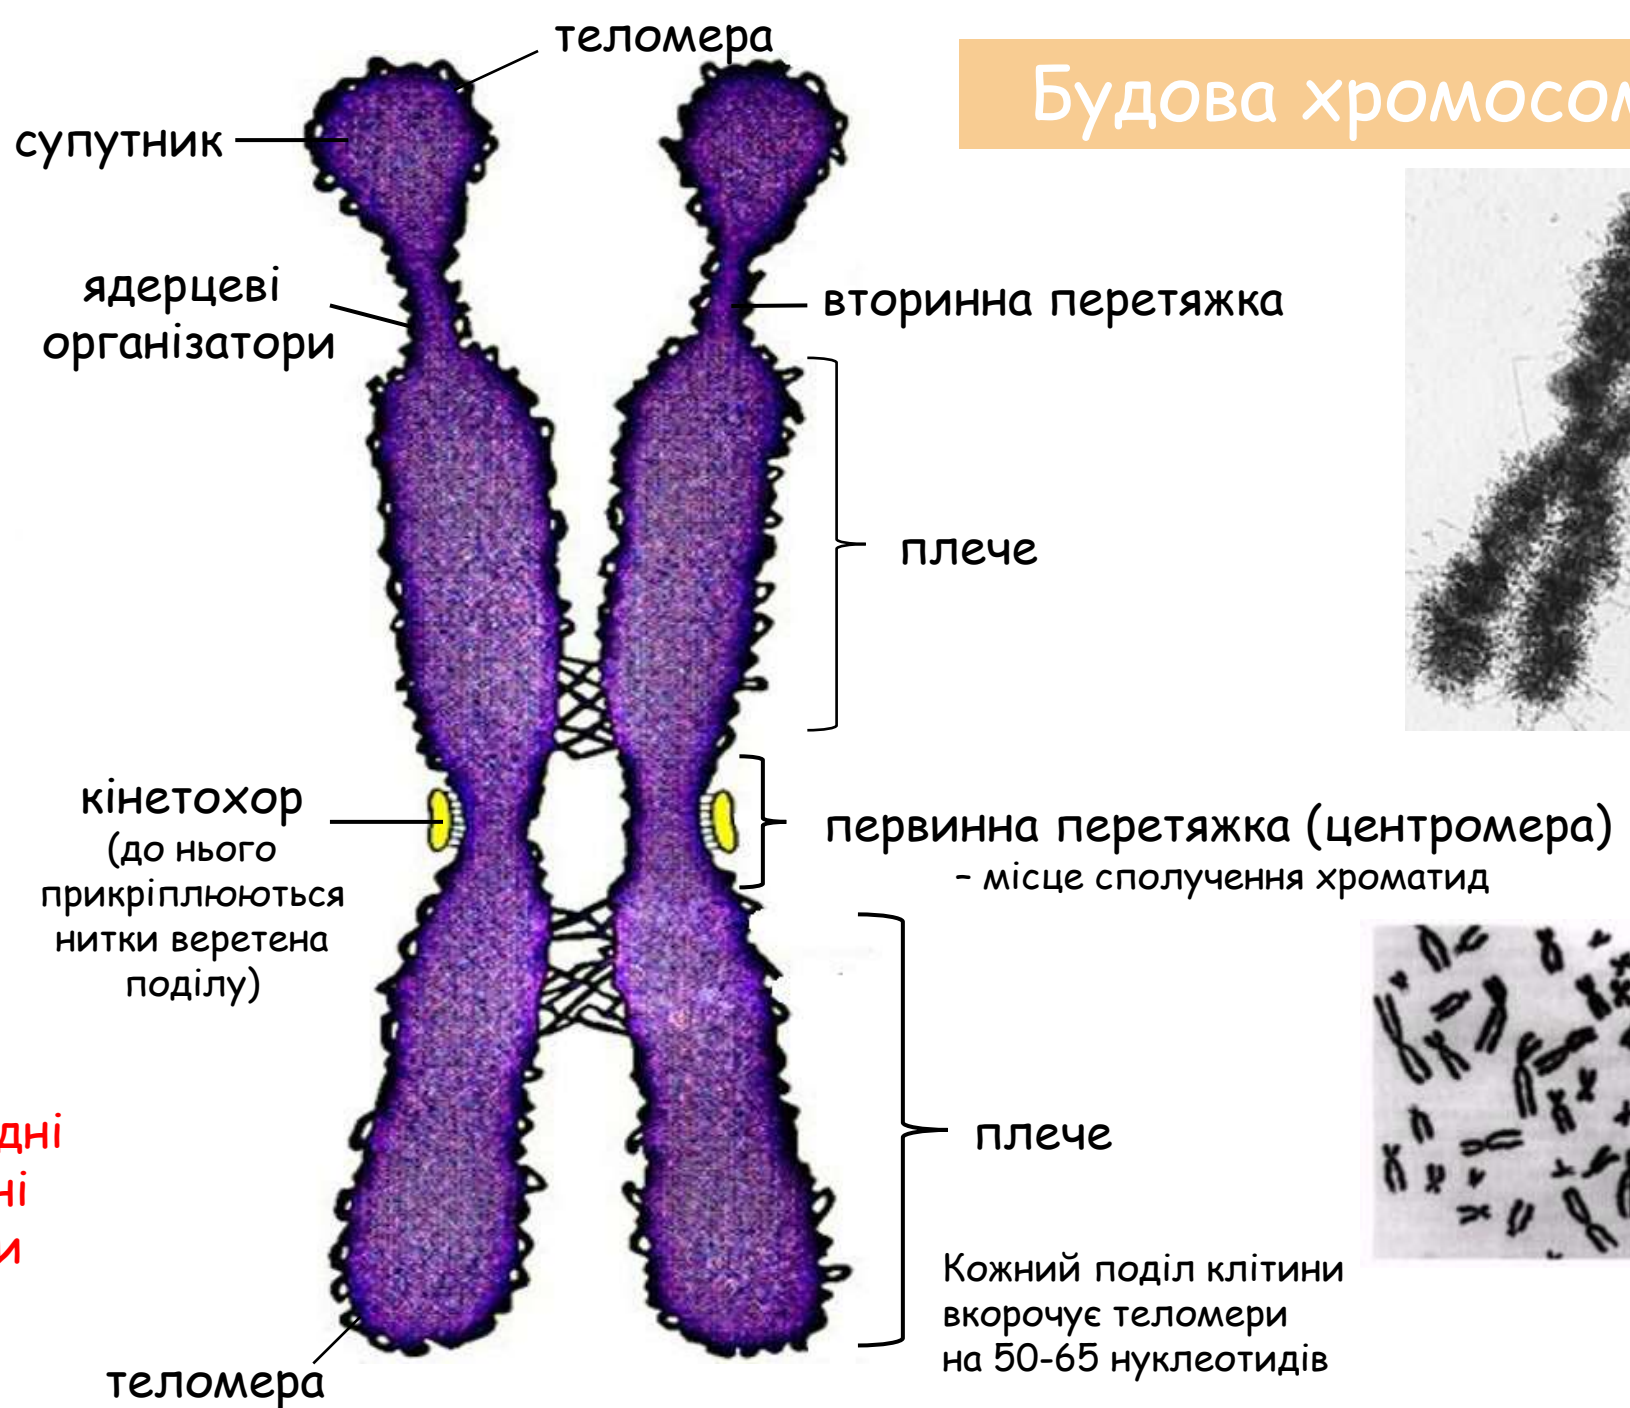 теломера
Будова хромосом
супутник
ядерцеві
організатори
вторинна перетяжка
плече
кінетохор
(до нього
прикріплюються
нитки веретена
поділу)
первинна перетяжка (центромера)
– місце сполучення хроматид
плече
Кожний поділ клітини
вкорочує теломери
на 50-65 нуклеотидів
теломера